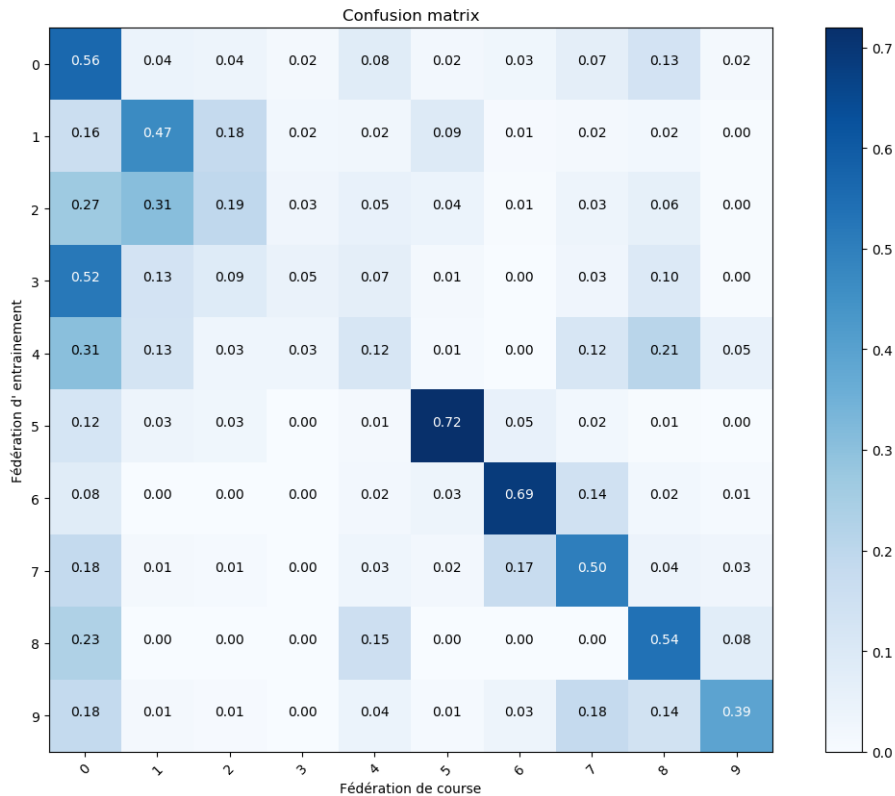 Confusion matrix
0 0.56 0.04 0.04 0.02 0.08 0.02 0.03 0.07 0.13 0.02
1 0.16 0.47 0.18 0.02 0.02 0.09 0.01 0.02 0.02 0.00
2 0.27 0.31 0.19 0.03 0.05 0.04 0.01 0.03 0.06 0.00
3 0.52 0.13 0.09 0.05 0.07 0.01 0.00 0.03 0.10 0.00
4 0.31 0.13 0.03 0.03 0.12 0.01 0.00 0.12 0.21 0.05
5 0.12 0.03 0.03 0.00 0.01 0.72 0.05 0.02 0.01 0.00
6 0.08 0.00 0.00 0.00 0.02 0.03 0.69 0.14 0.02 0.01
7 0.18 0.01 0.01 0.00 0.03 0.02 0.17 0.50 0.04 0.03
8 0.23 0.00 0.00 0.00 0.15 0.00 0.00 0.00 0.54 0.08
9 0.18 0.01 0.01 0.00 0.04 0.01 0.03 0.18 0.14 0.39
0 1 2 3 4 5 6 7 8 9
Fédération de course
Fédération d' entrainement
0.7
0.6
0.5
0.4
0.3
0.2
0.1
0.0